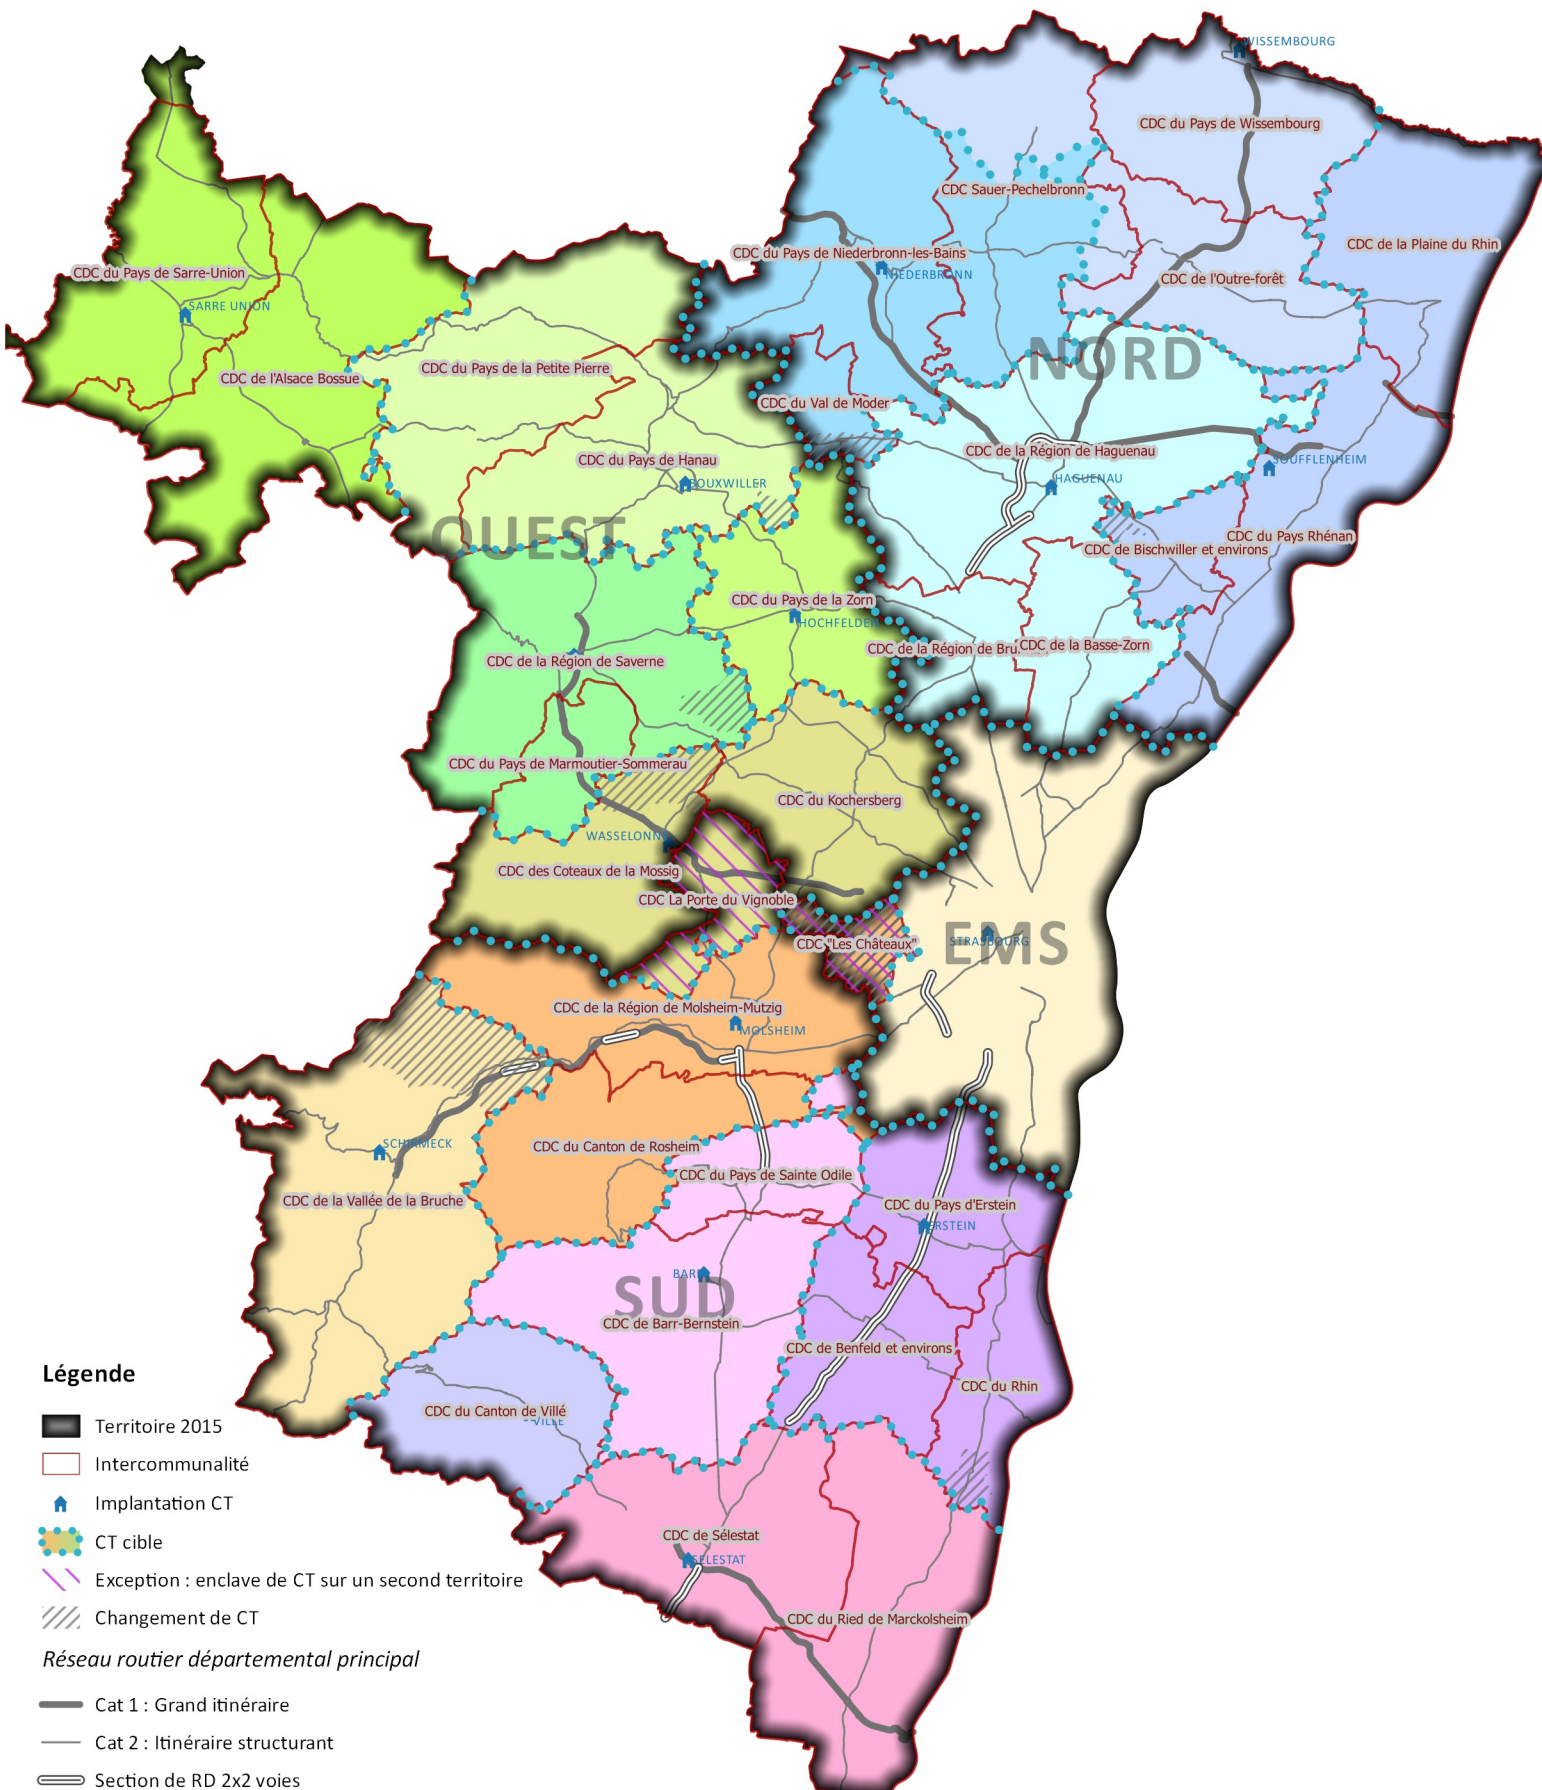 WISSEMBOURG
CDC du Pays de Wissembourg
CDC Sauer-Pechelbronn
CDC de la Plaine du Rhin
CDC du Pays de Niederbronn-les-Bains
NIEDERBRONN
CDC du Pays de Sarre-Union
CDC de l'Outre-forêt
SARRE UNION
NORD
CDC du Pays de la Petite Pierre
CDC de l'Alsace Bossue
CDC du Val de Moder
CDC de la Région de Haguenau
CDC du Pays de Hanau
SOUFFLENHEIM
HAGUENAU
BOUXWILLER
OUEST
CDC du Pays Rhénan
CDC de Bischwiller et environs
CDC du Pays de la Zorn
HOCHFELDEN
CDC de la Région de
CDC de la Basse-Zorn
CDC de la Région de Saverne
CDC du Pays de Marmoutier-Sommerau
CDC du Kochersberg
WASSELONNE
CDC des Coteaux de la Mossig
CDC La Porte du Vignoble
CDC "Les Châteaux"
STRASBOURG
EMS
CDC de la Région de Molsheim-Mutzig
MOLSHEIM
SCHIRMECK
CDC du Canton de Rosheim
CDC du Pays de Sainte Odile
CDC de la Vallée de la Bruche
CDC du Pays d'Erstein
ERSTEIN
BARR
SUD
CDC de Barr-Bernstein
CDC de Benfeld et environs
CDC du Rhin
CDC du Canton de Villé
VILLE
CDC de Sélestat
SELESTAT
CDC du Ried de Marckolsheim
Légende
Territoire 2015
Intercommunalité
Implantation CT
CT cible
Exception : enclave de CT sur un second territoire
Changement de CT
Réseau routier départemental principal
Cat 1 : Grand itinéraire
Cat 2 : Itinéraire structurant
Section de RD 2x2 voies